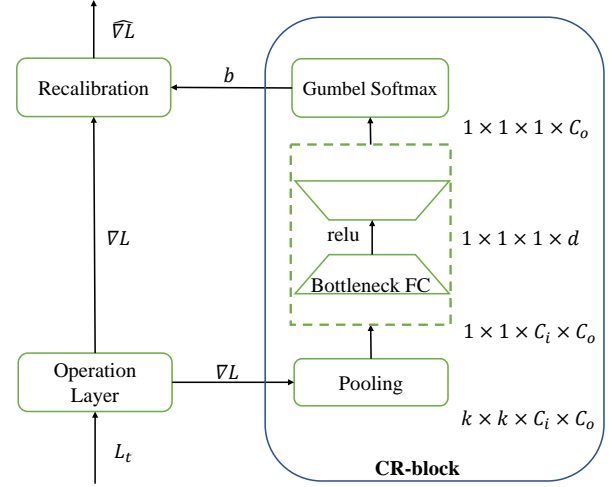 ∇L̂
Recalibration
b
Gumbel Softmax
1 × 1 × 1 × C_o
∇L
relu
1 × 1 × 1 × d
Bottleneck FC
1 × 1 × C_i × C_o
Operation
Layer
∇L
Pooling
k × k × C_i × C_o
L_t
CR-block